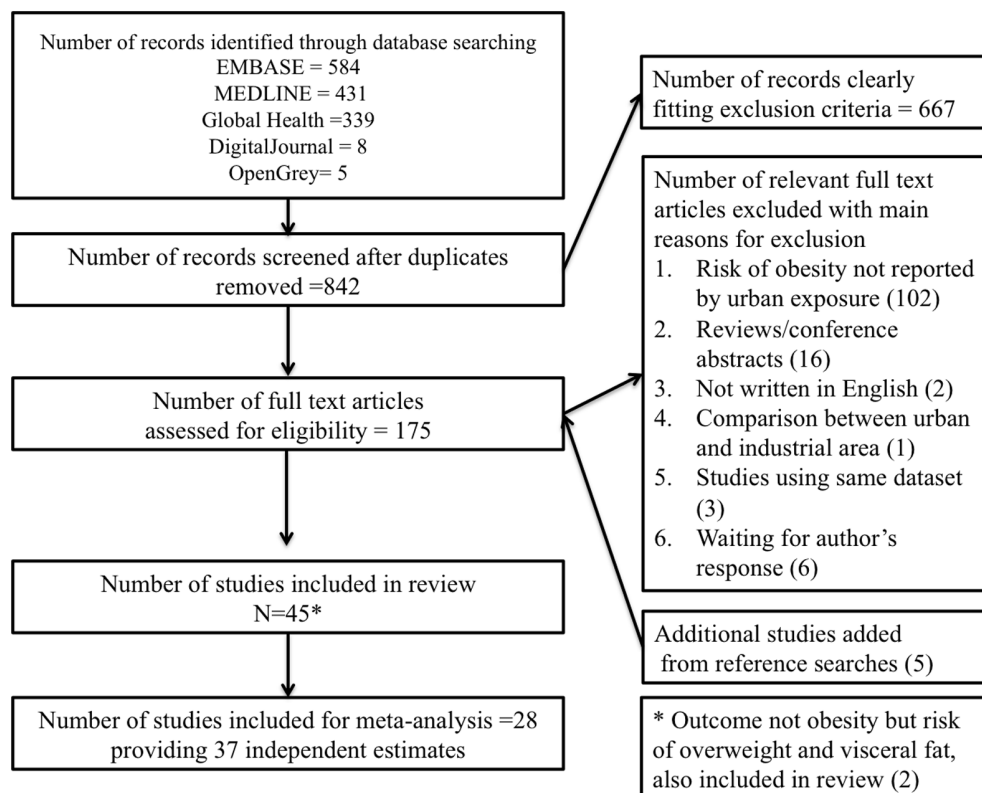 Number of records identified through database searching
EMBASE = 584
MEDLINE = 431
Global Health =339
DigitalJournal = 8
OpenGrey= 5
Number of records clearly
fitting exclusion criteria = 667
Number of records screened after duplicates
removed =842
Number of relevant full text
articles excluded with main
reasons for exclusion
1. Risk of obesity not reported
by urban exposure (102)
2. Reviews/conference
abstracts (16)
3. Not written in English (2)
4. Comparison between urban
and industrial area (1)
5. Studies using same dataset
(3)
6. Waiting for author’s
response (6)
Number of full text articles
assessed for eligibility = 175
Additional studies added
from reference searches (5)
Number of studies included in review
N=45*
Number of studies included for meta-analysis =28
providing 37 independent estimates
* Outcome not obesity but risk
of overweight and visceral fat,
also included in review (2)